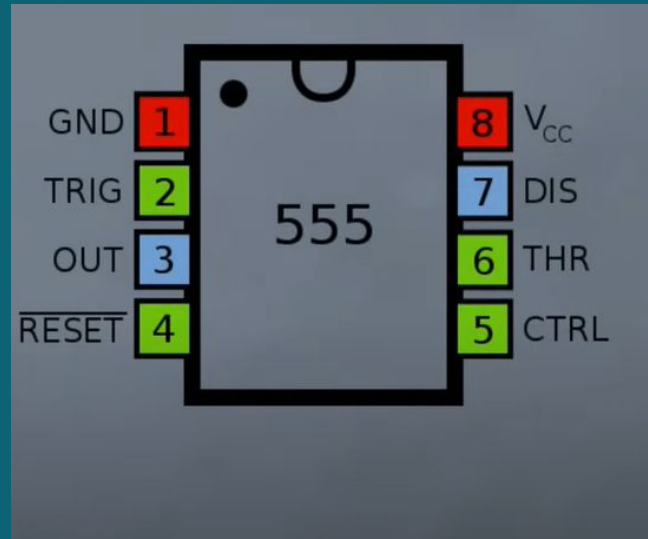 GND 1
TRIG 2
OUT 3
RESET 4
555
8 VCC
7 DIS
6 THR
5 CTRL